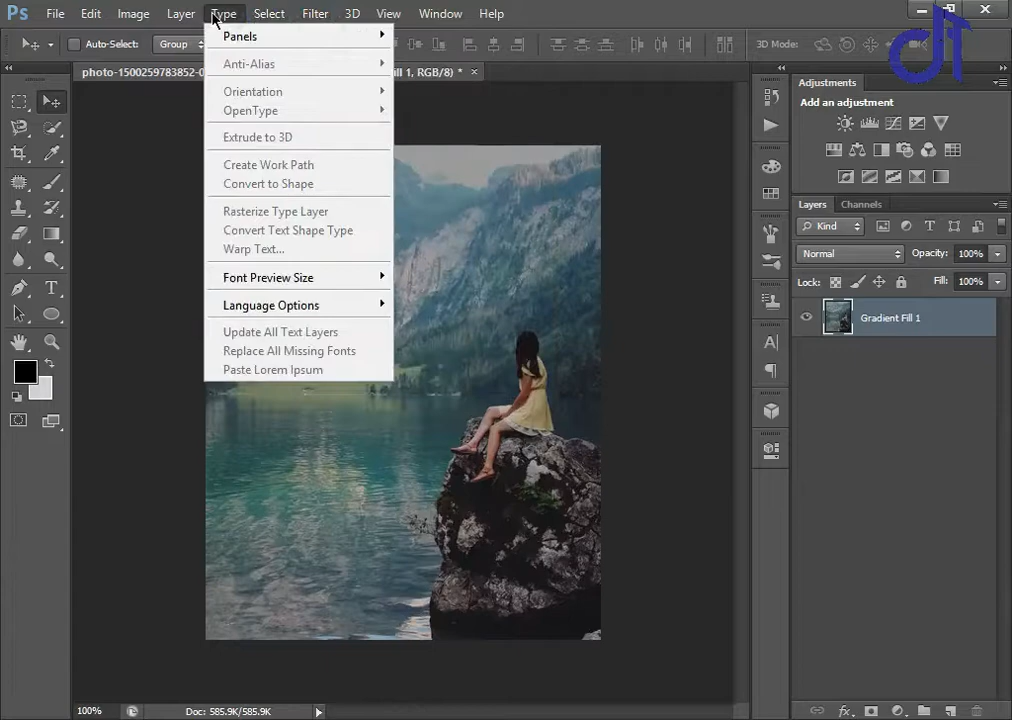 Ps File Edit Image Layer Type Select Filter 3D View Window Help
Auto-Select: Group 3D Mode:
photo-1500259783852-0 ill 1, RGB/8) * ×
Panels
Anti-Alias
Orientation
OpenType
Extrude to 3D
Create Work Path
Convert to Shape
Rasterize Type Layer
Convert Text Shape Type
Warp Text...
Font Preview Size
Language Options
Update All Text Layers
Replace All Missing Fonts
Paste Lorem Ipsum
Adjustments
Add an adjustment
Layers Channels
Kind
Normal Opacity: 100%
Lock: Fill: 100%
Gradient Fill 1
100% Doc: 585.9K/585.9K
dt